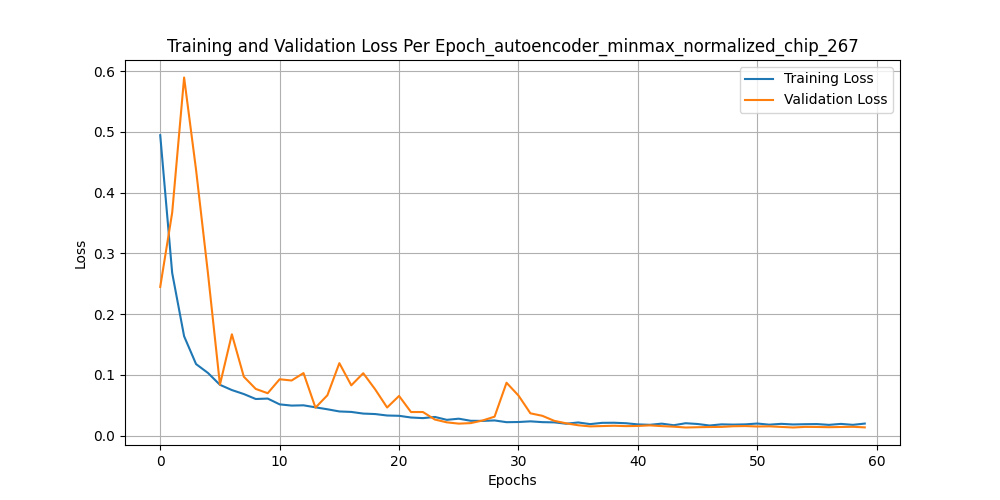 Training and Validation Loss Per Epoch_autoencoder_minmax_normalized_chip_267
Training Loss
Validation Loss
0.6
0.5
0.4
0.3
0.2
0.1
0.0
Loss
0 10 20 30 40 50 60
Epochs